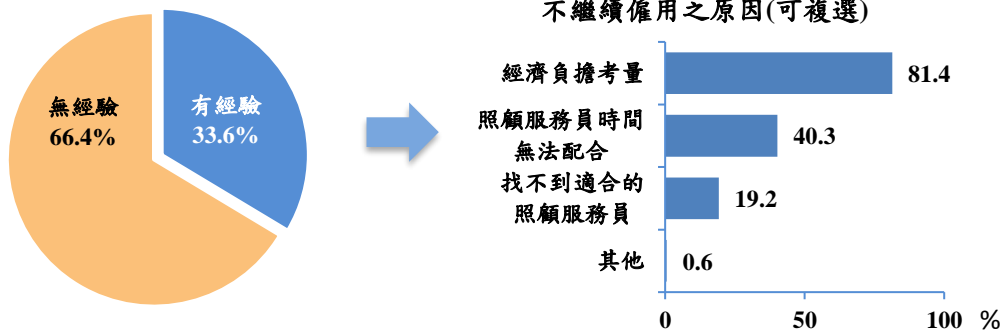 無經驗
66.4%
有經驗
33.6%
不繼續僱用之原因(可複選)
經濟負擔考量
81.4
照顧服務員時間
無法配合
40.3
找不到適合的
照顧服務員
19.2
其他
0.6
0
50
100
%